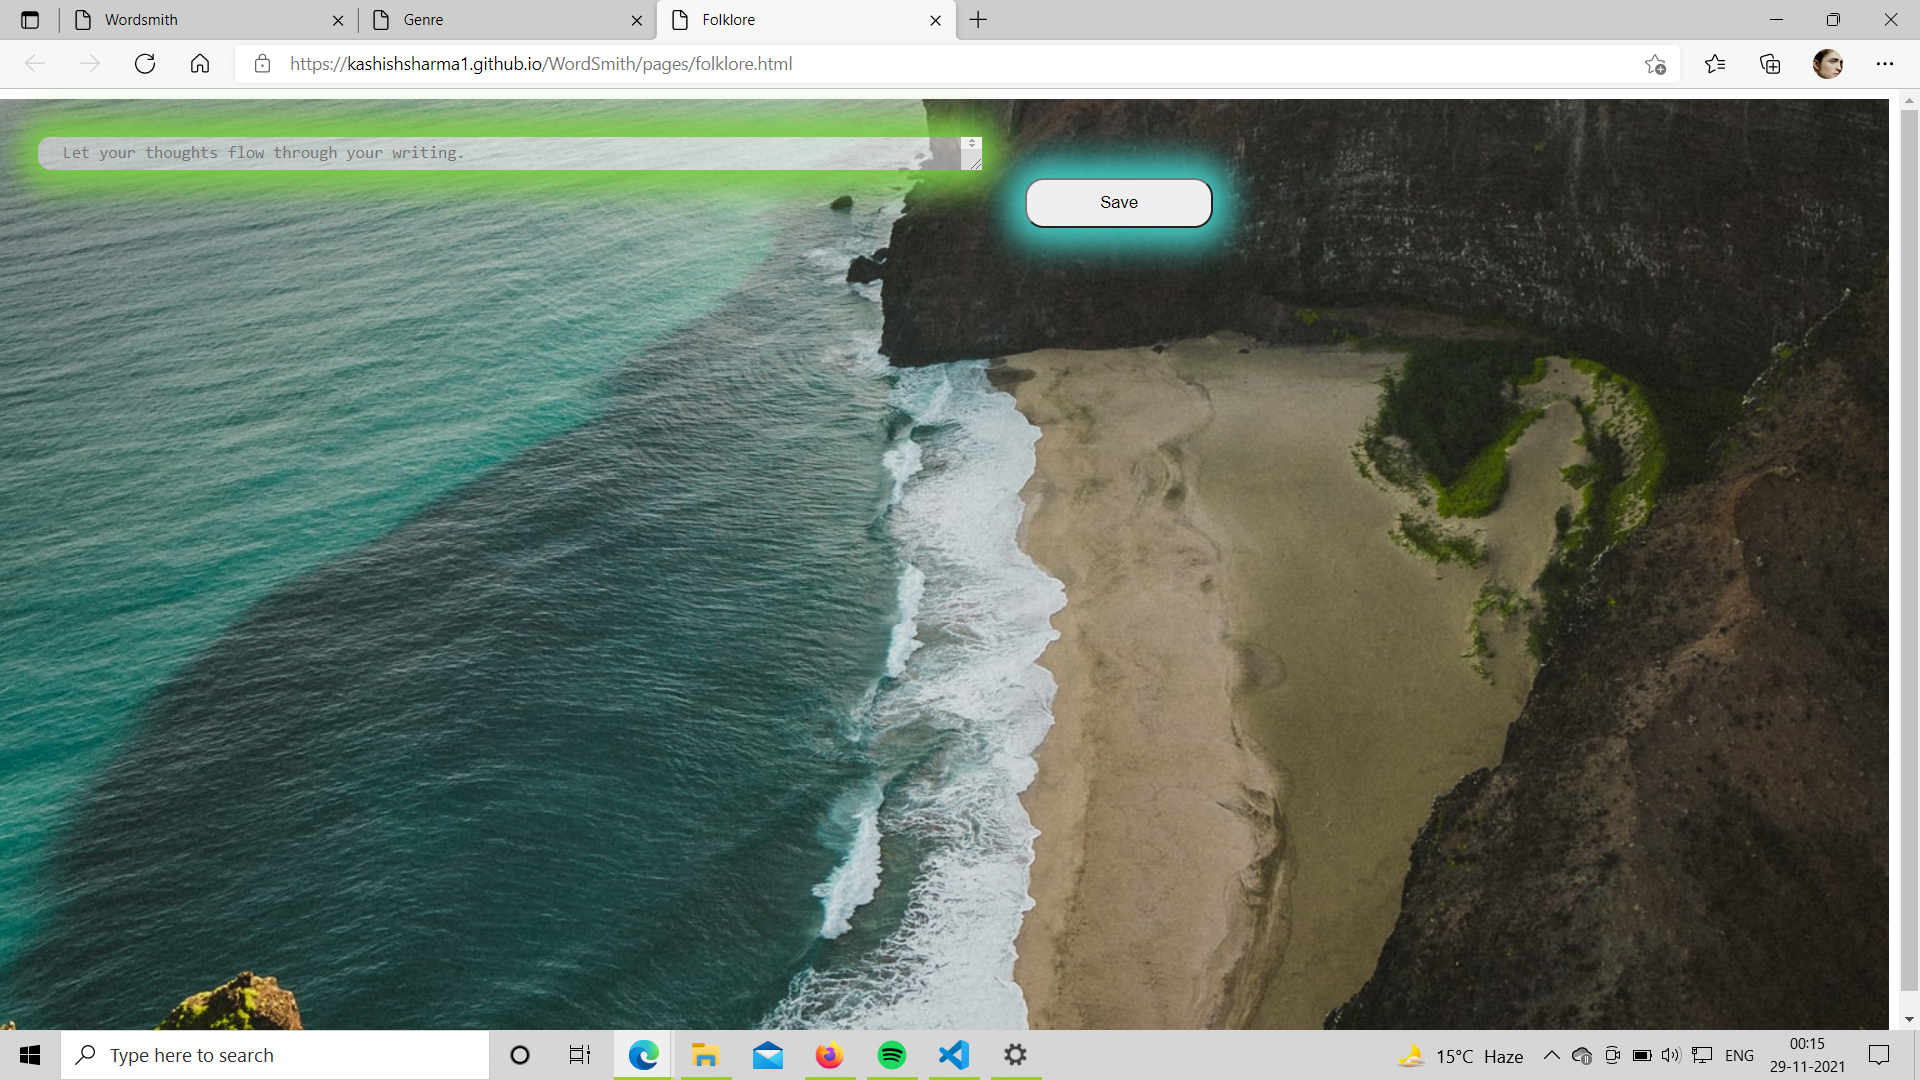 Wordsmith
Genre
Folklore
https://kashishsharma1.github.io/WordSmith/pages/folklore.html
Let your thoughts flow through your writing.
Save
Type here to search
15°C Haze
ENG
00:15
29-11-2021